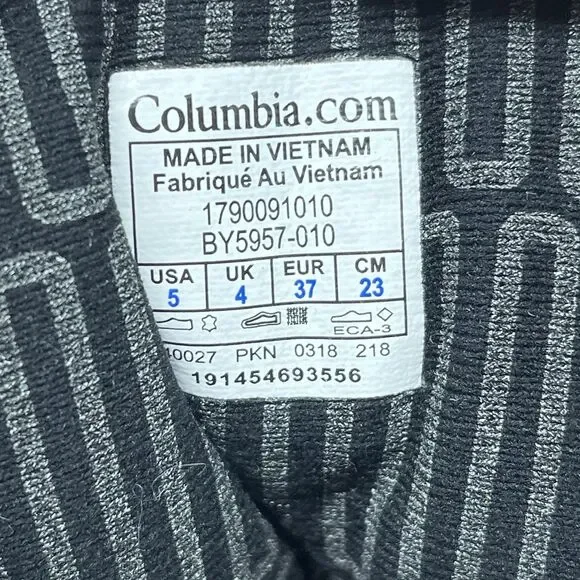 Columbia.com
MADE IN VIETNAM
Fabriqué Au Vietnam
1790091010
BY5957-010
USA UK EUR CM
5 4 37 23
ECA-3
PKN 0318 218
191454693556